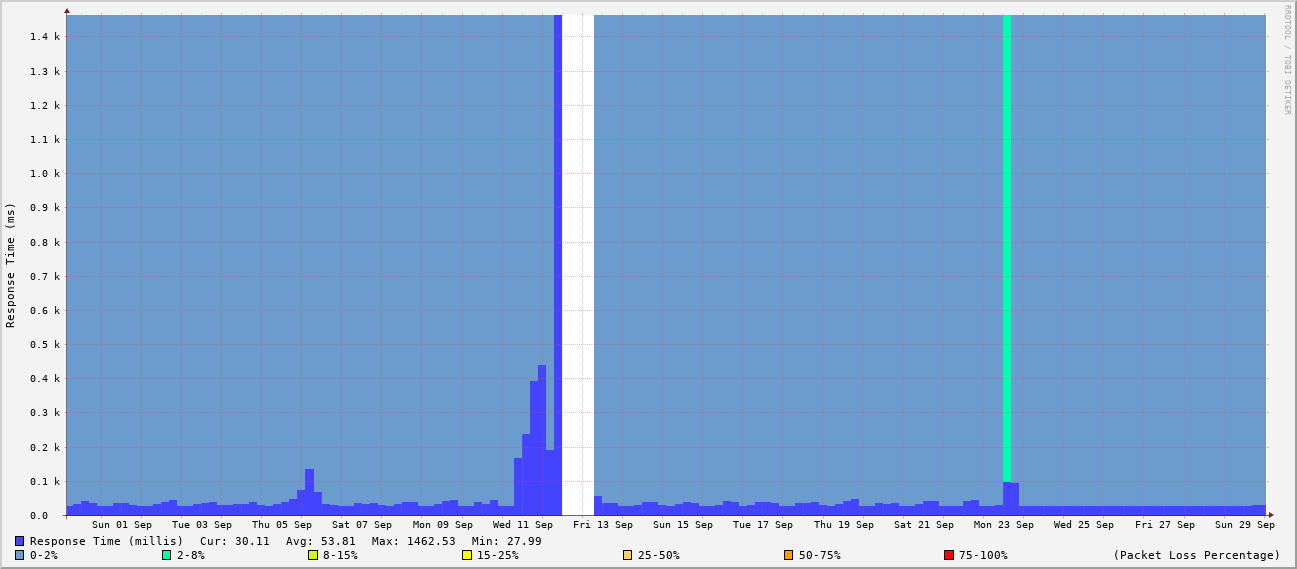 RRDTOOL / TOBI OETIKER
Response Time (ms)
1.4 k
1.3 k
1.2 k
1.1 k
1.0 k
0.9 k
0.8 k
0.7 k
0.6 k
0.5 k
0.4 k
0.3 k
0.2 k
0.1 k
0.0
Sun 01 Sep Tue 03 Sep Thu 05 Sep Sat 07 Sep Mon 09 Sep Wed 11 Sep Fri 13 Sep Sun 15 Sep Tue 17 Sep Thu 19 Sep Sat 21 Sep Mon 23 Sep Wed 25 Sep Fri 27 Sep Sun 29 Sep
Response Time (millis) Cur: 30.11 Avg: 53.81 Max: 1462.53 Min: 27.99
0-2% 2-8% 8-15% 15-25% 25-50% 50-75% 75-100% (Packet Loss Percentage)